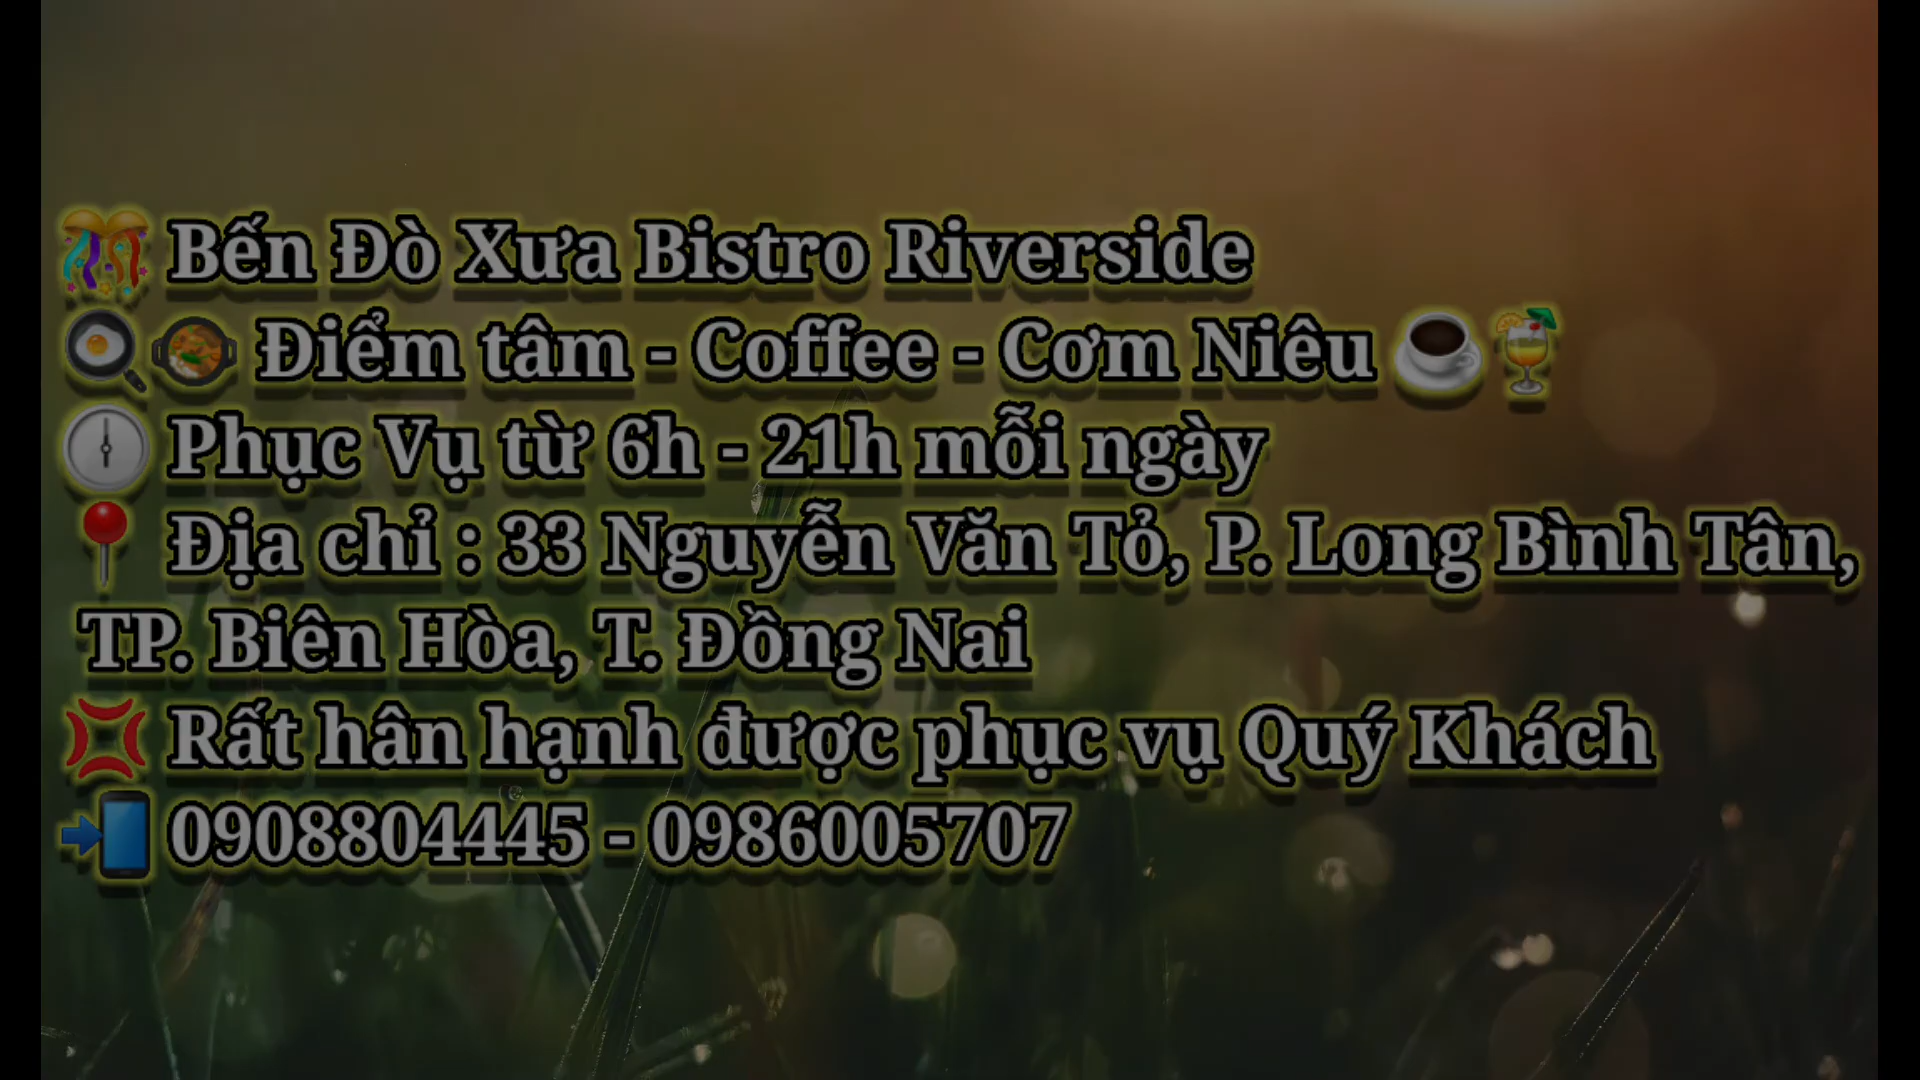 🎊 Bến Đò Xưa Bistro Riverside
🍳🥘 Điểm tâm - Coffee - Cơm Niêu ☕🍹
🕛 Phục Vụ từ 6h - 21h mỗi ngày
📍 Địa chỉ : 33 Nguyễn Văn Tỏ, P. Long Bình Tân,
TP. Biên Hòa, T. Đồng Nai
💢 Rất hân hạnh được phục vụ Quý Khách
📲 0908804445 - 0986005707